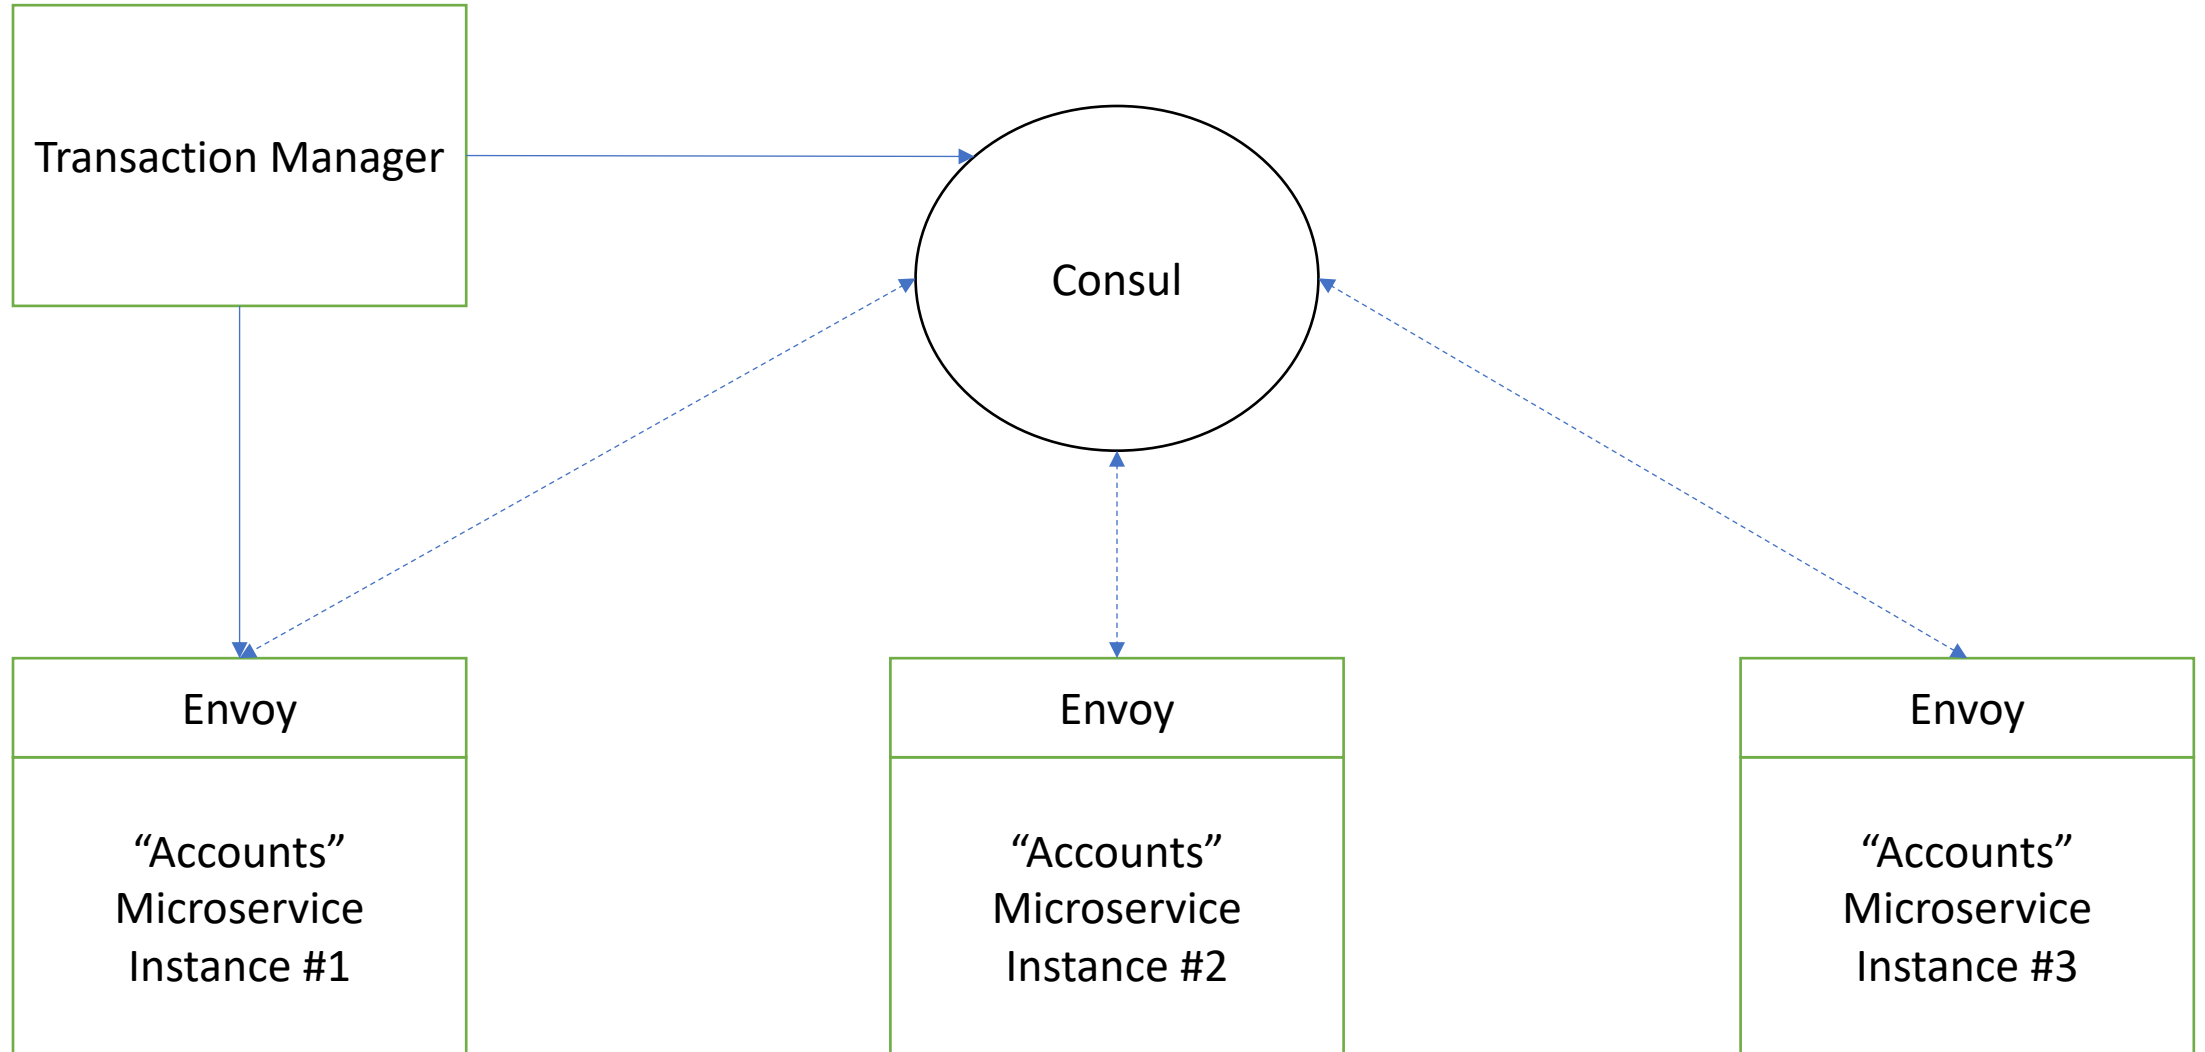 Transaction Manager
Consul
Envoy
“Accounts”
Microservice
Instance #1
Envoy
“Accounts”
Microservice
Instance #2
Envoy
“Accounts”
Microservice
Instance #3